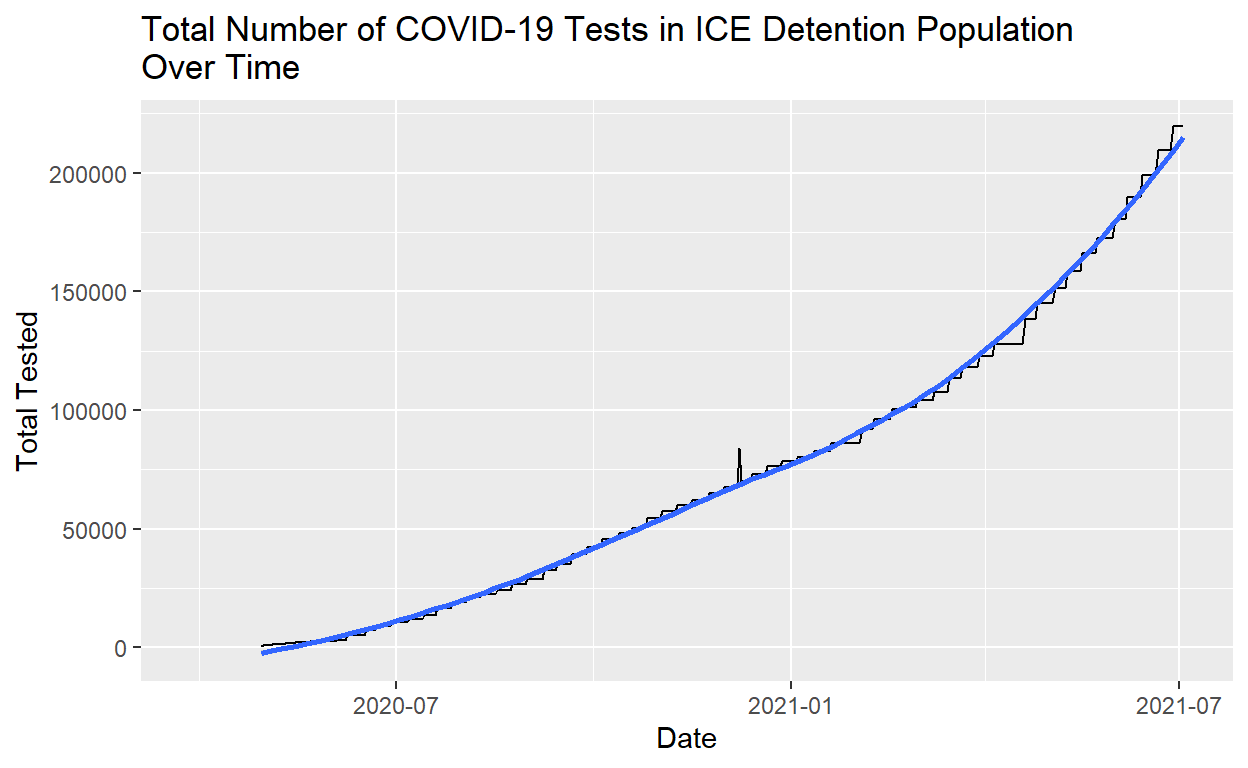 Total Number of COVID-19 Tests in ICE Detention Population
Over Time
Total Tested
200000
150000
100000
50000
0
2020-07
2021-01
2021-07
Date